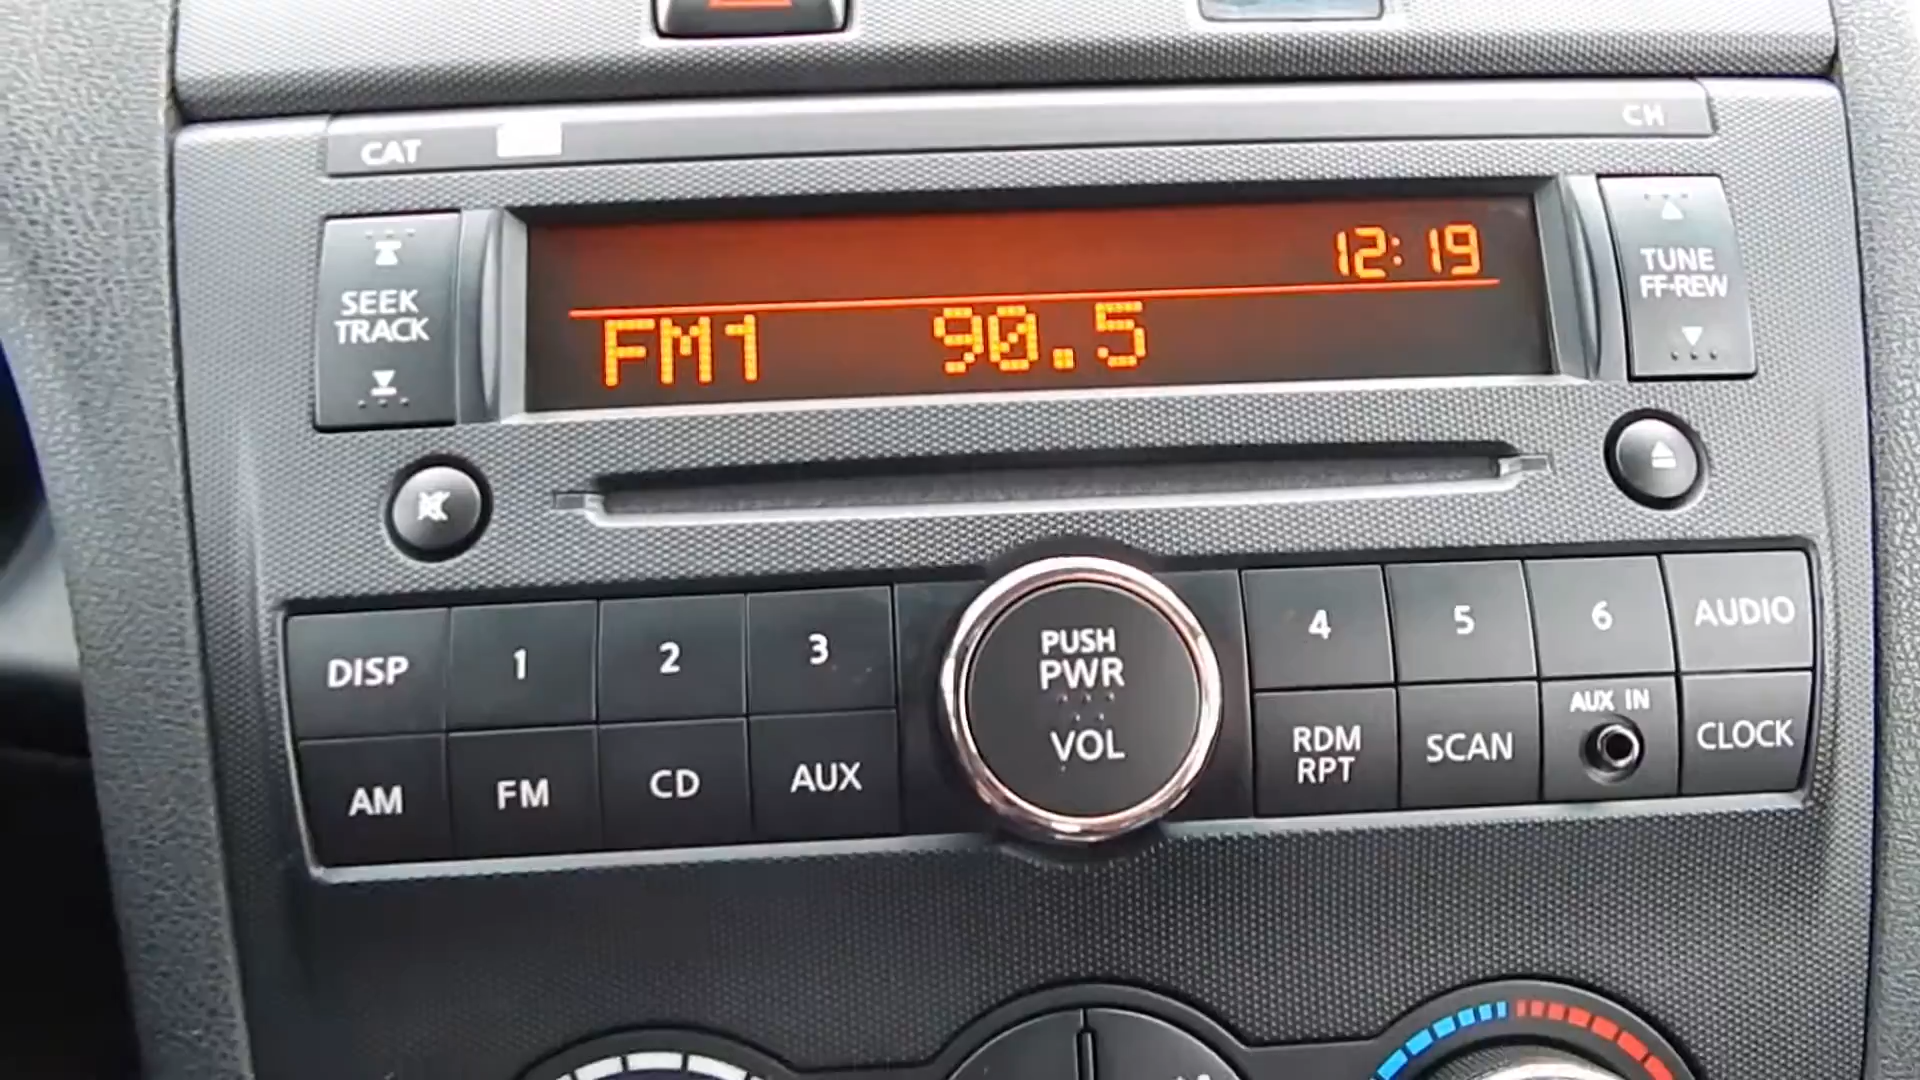 CAT
CH
12:19
SEEK
TRACK
FM1 90.5
TUNE
FF·REW
DISP
1
2
3
PUSH
PWR
VOL
4
5
6
AUDIO
AM
FM
CD
AUX
RDM
RPT
SCAN
AUX IN
CLOCK